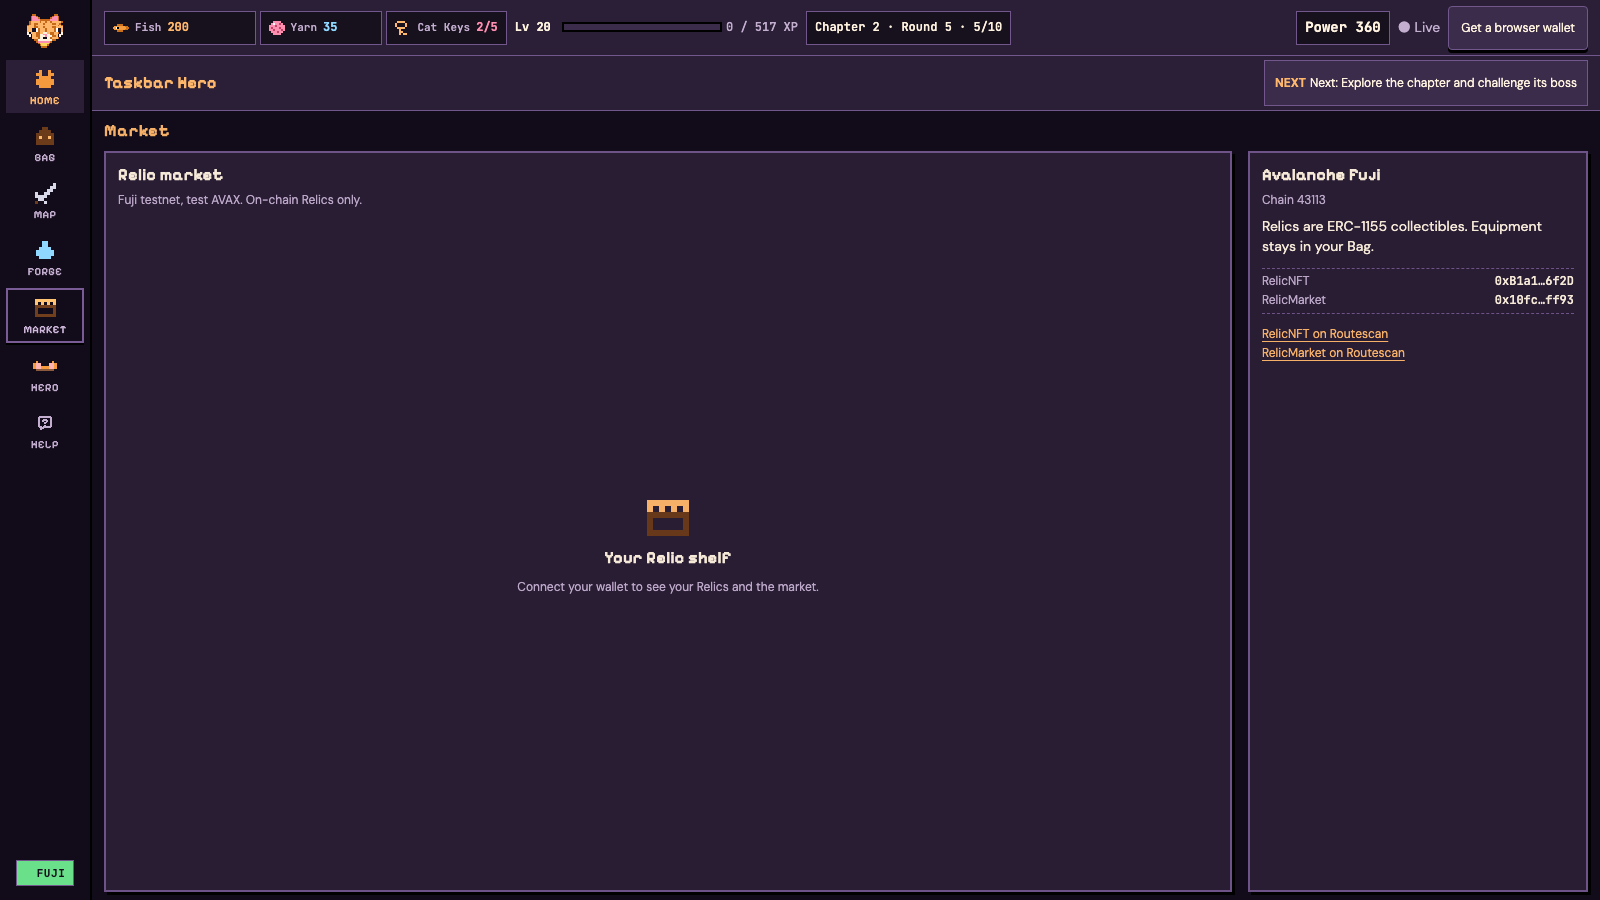 Fish 200
Yarn 35
Cat Keys 2/5
Lv 20
0 / 517 XP
Chapter 2 · Round 5 · 5/10
Power 360
Live
Get a browser wallet
HOME
BAG
MAP
FORGE
MARKET
HERO
HELP
FUJI
Taskbar Hero
NEXT Next: Explore the chapter and challenge its boss
Market
Relic market
Fuji testnet, test AVAX. On-chain Relics only.
Your Relic shelf
Connect your wallet to see your Relics and the market.
Avalanche Fuji
Chain 43113
Relics are ERC-1155 collectibles. Equipment
stays in your Bag.
RelicNFT 0xB1a1…6f2D
RelicMarket 0x10fc…ff93
RelicNFT on Routescan
RelicMarket on Routescan